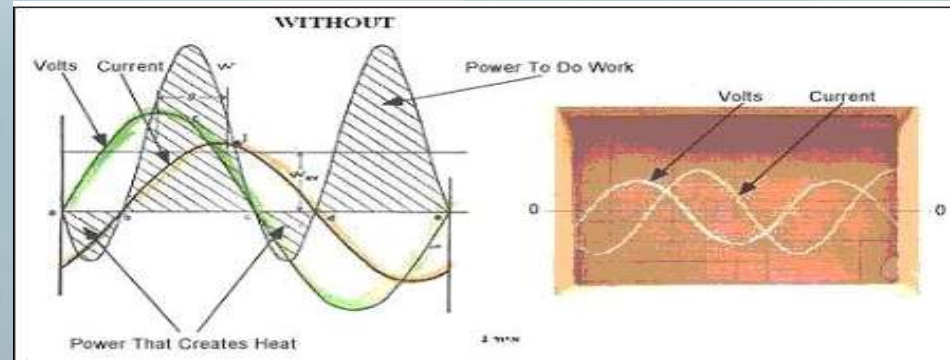 WITHOUT
Volts Current W
Power To Do Work
Volts Current
0 0
Power That Creates Heat